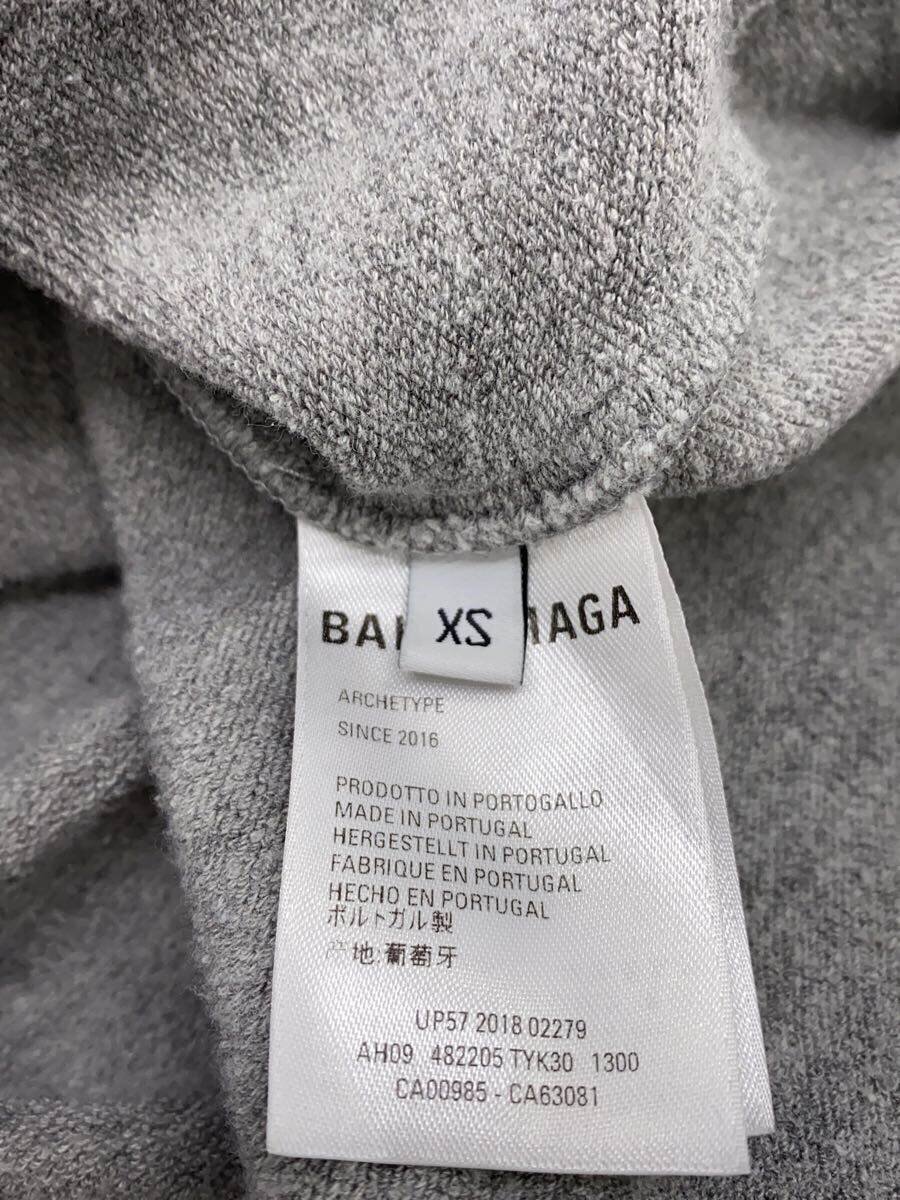 XS
ARCHETYPE
SINCE 2016
PRODOTTO IN PORTOGALLO
MADE IN PORTUGAL
HERGESTELLT IN PORTUGAL
FABRIQUE EN PORTUGAL
HECHO EN PORTUGAL
ポルトガル製
产地:葡萄牙
UP57 2018 02279
AH09 482205 TYK30 1300
CA00985 - CA63081